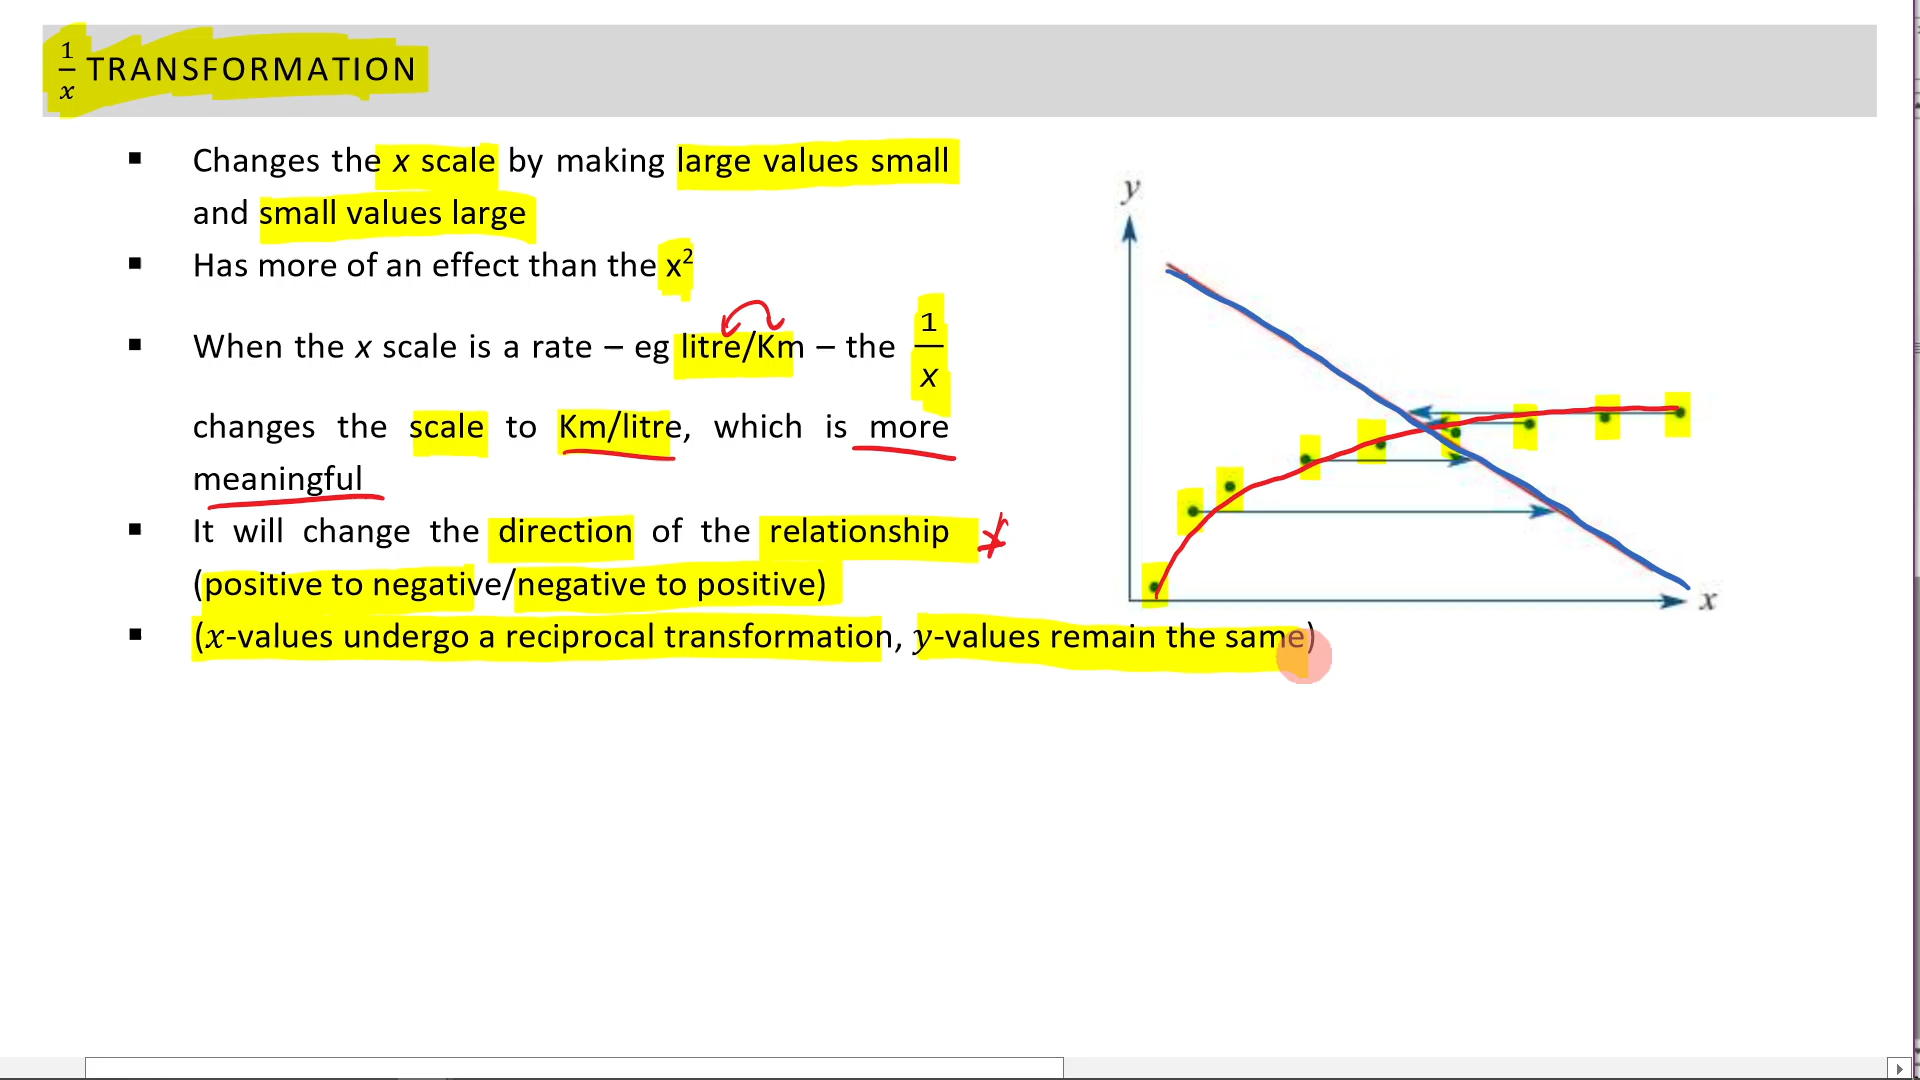 1/x TRANSFORMATION
▪ Changes the x scale by making large values small
and small values large
▪ Has more of an effect than the x²
▪ When the x scale is a rate – eg litre/Km – the 1/x
changes the scale to Km/litre, which is more
meaningful
▪ It will change the direction of the relationship
(positive to negative/negative to positive)
▪ (x-values undergo a reciprocal transformation, y-values remain the same)
y
x